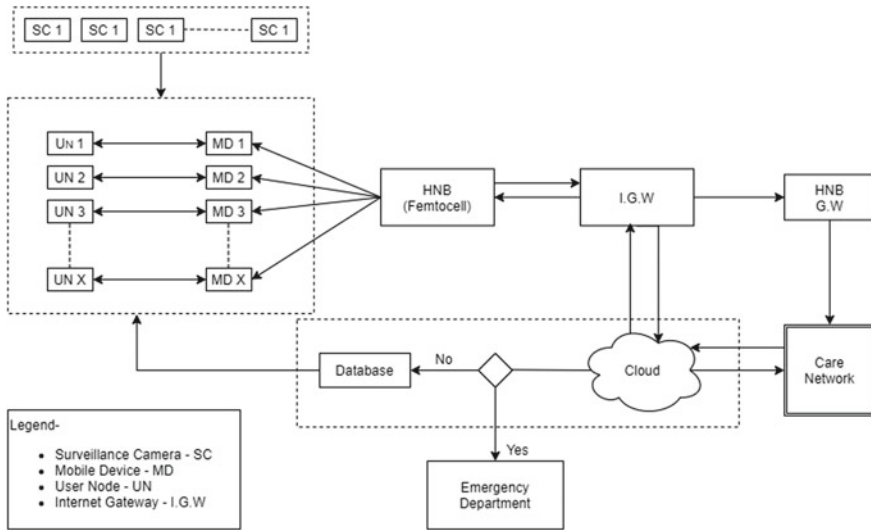 SC 1 SC 1 SC 1 SC 1
UN 1 MD 1
UN 2 MD 2
UN 3 MD 3
UN X MD X
HNB
(Femtocell)
I.G.W
HNB
G.W
Database
No
Cloud
Care
Network
Yes
Emergency
Department
Legend-
• Surveillance Camera - SC
• Mobile Device - MD
• User Node - UN
• Internet Gateway - I.G.W